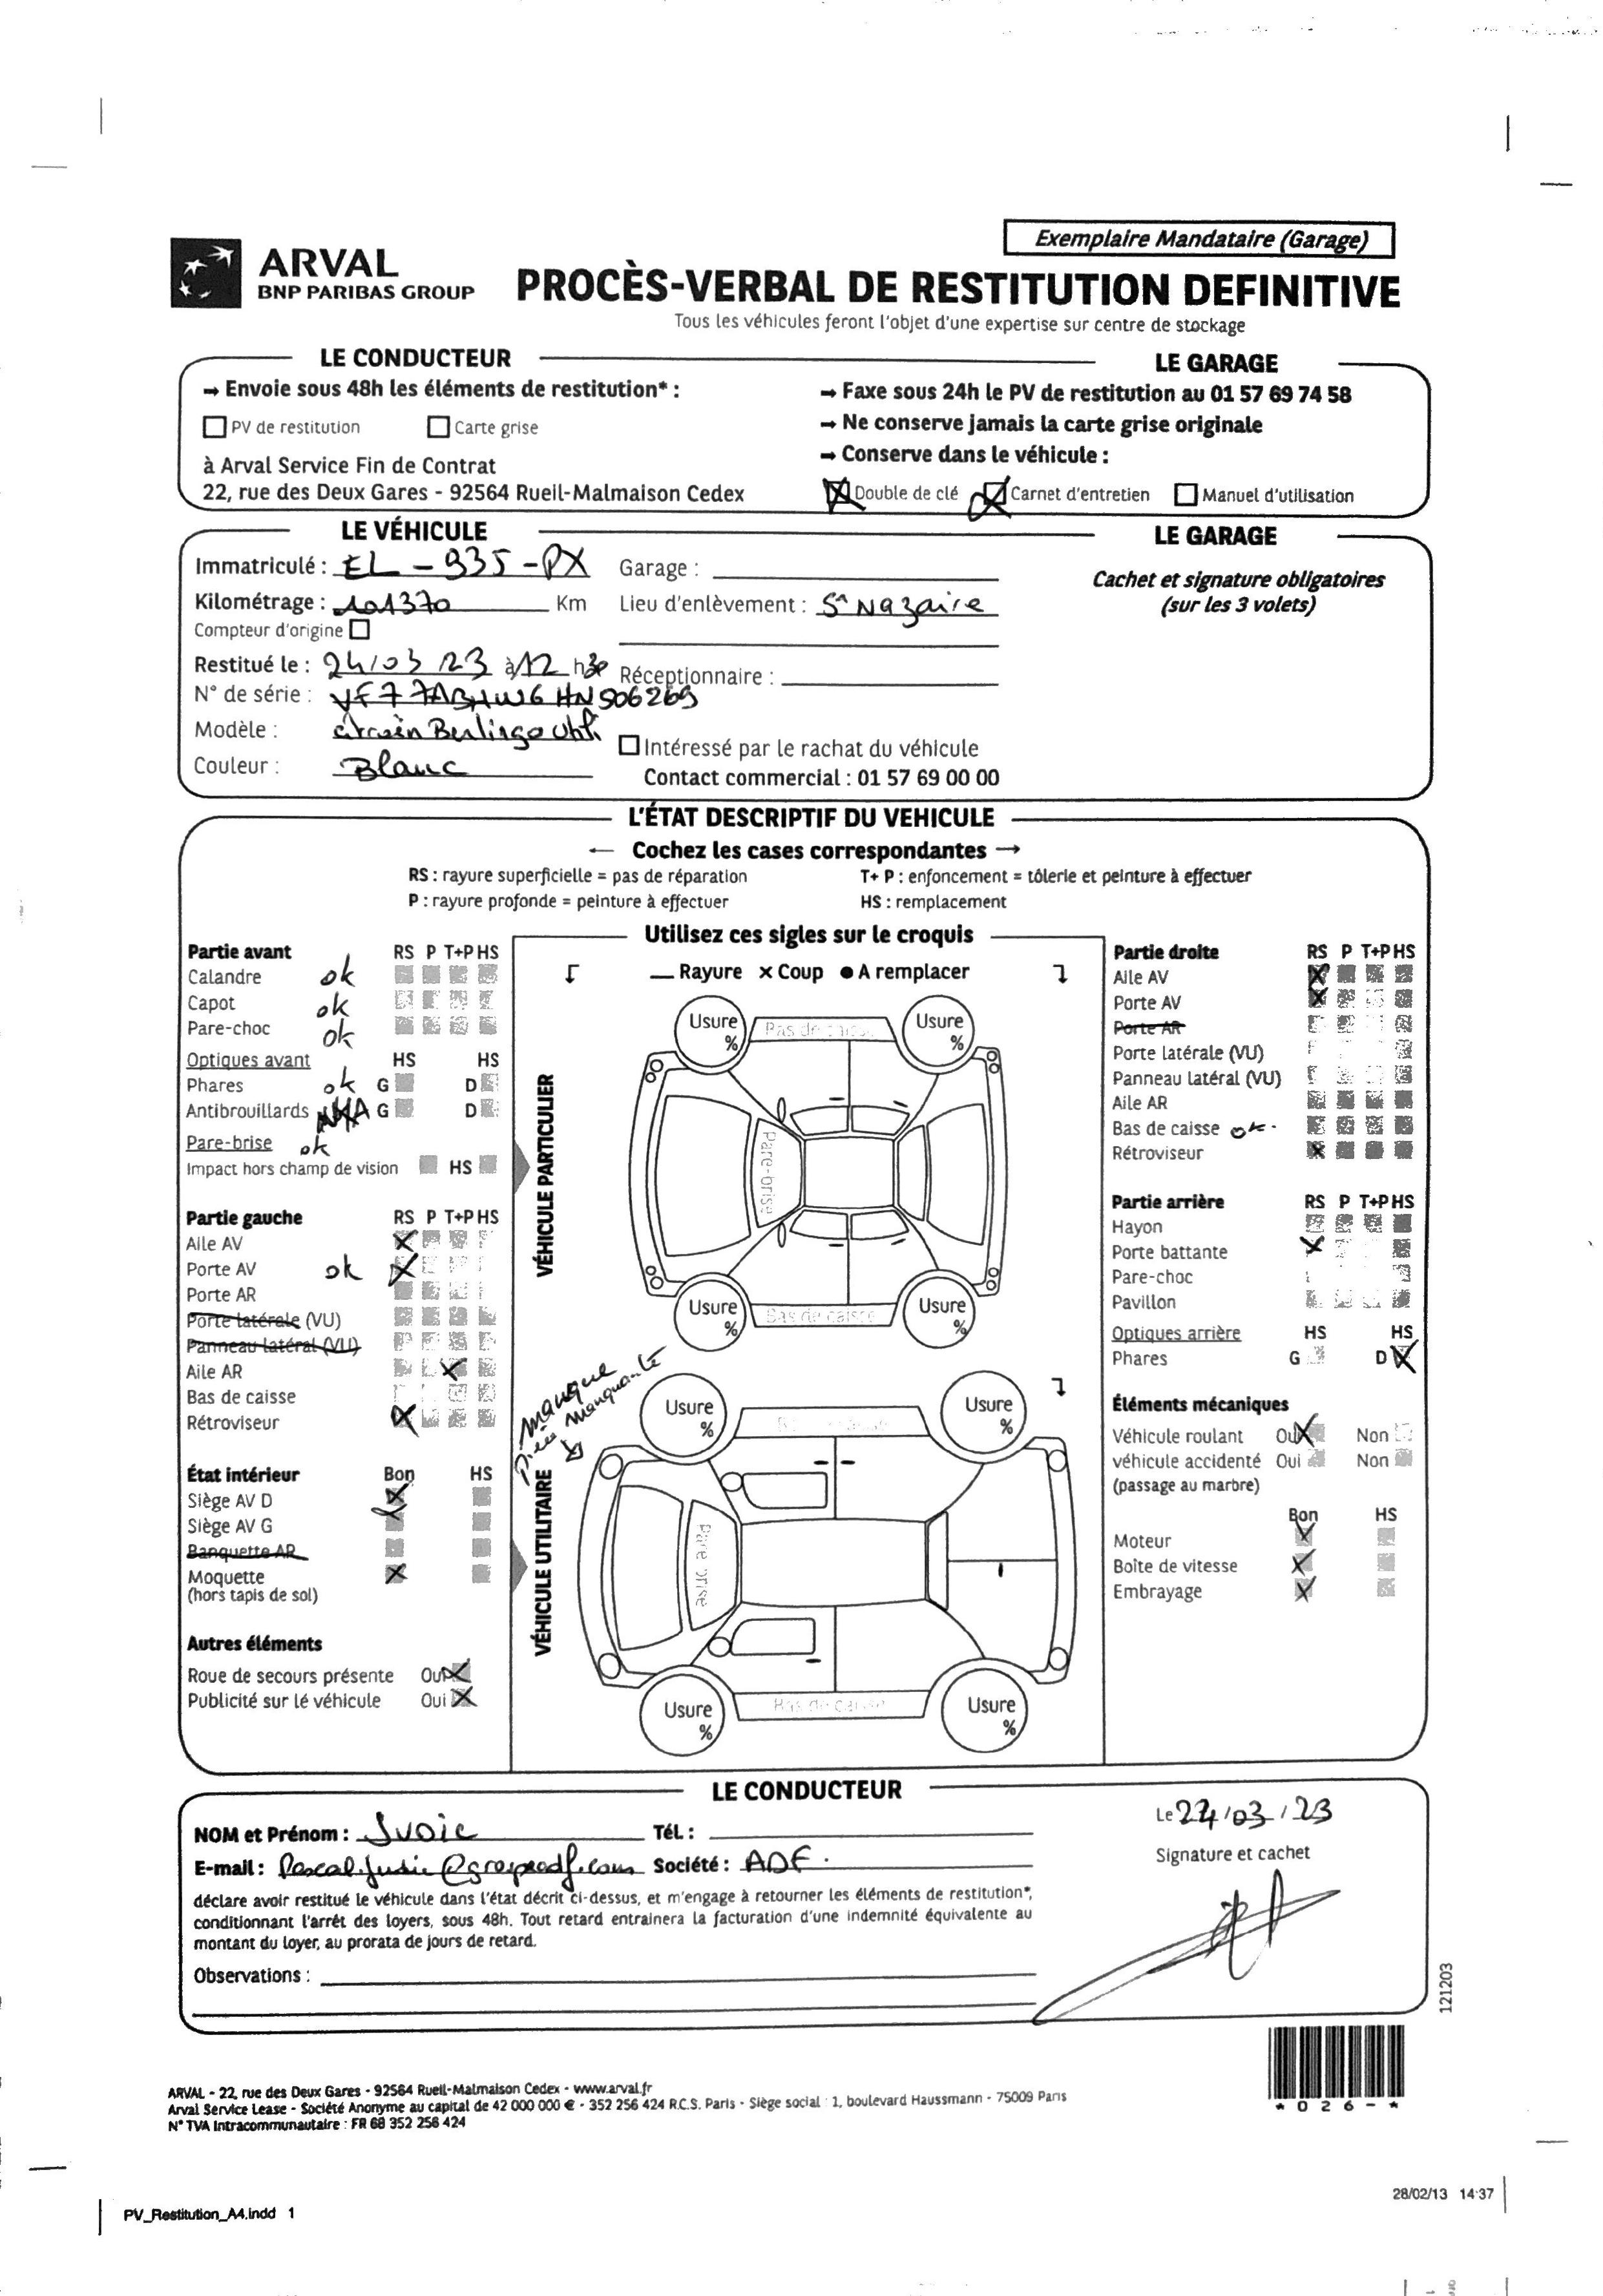 Exemplaire Mandataire (Garage)
ARVAL
BNP PARIBAS GROUP
PROCÈS-VERBAL DE RESTITUTION DEFINITIVE
Tous les véhicules feront l'objet d'une expertise sur centre de stockage
LE CONDUCTEUR
→ Envoie sous 48h les éléments de restitution* :
PV de restitution Carte grise
à Arval Service Fin de Contrat
22, rue des Deux Gares - 92564 Rueil-Malmaison Cedex
LE GARAGE
→ Faxe sous 24h le PV de restitution au 01 57 69 74 58
→ Ne conserve jamais la carte grise originale
→ Conserve dans le véhicule :
Double de clé Carnet d'entretien Manuel d'utilisation
LE VÉHICULE
Immatriculé : EL-935-PX
Kilométrage : 101370 Km
Compteur d'origine
Restitué le : 24/03/23 à 12 h 30
N° de série :
Modèle : Citroën Berlingo
Couleur : Blanc
Garage :
Lieu d'enlèvement : St Nazaire
Réceptionnaire :
Intéressé par le rachat du véhicule
Contact commercial : 01 57 69 00 00
LE GARAGE
Cachet et signature obligatoires
(sur les 3 volets)
L'ÉTAT DESCRIPTIF DU VEHICULE
← Cochez les cases correspondantes →
RS : rayure superficielle = pas de réparation
P : rayure profonde = peinture à effectuer
T+ P : enfoncement = tôlerie et peinture à effectuer
HS : remplacement
Partie avant RS P T+P HS
Calandre ok
Capot ok
Pare-choc ok
Optiques avant HS HS
Phares ok G D
Antibrouillards G D
Pare-brise ok
Impact hors champ de vision HS
Partie gauche RS P T+P HS
Aile AV
Porte AV ok
Porte AR
Porte latérale (VU)
Panneau latéral (VU)
Aile AR
Bas de caisse
Rétroviseur
État intérieur Bon HS
Siège AV D
Siège AV G
Banquette AR
Moquette
(hors tapis de sol)
Autres éléments
Roue de secours présente Oui
Publicité sur le véhicule Oui
Utilisez ces sigles sur le croquis
— Rayure × Coup ● A remplacer
VÉHICULE PARTICULIER
Usure %
Pas de caisse
Usure %
Pare-brise
Usure %
Bas de caisse
Usure %
manque
pièce manquante
VÉHICULE UTILITAIRE
Usure %
Usure %
Pare brise
Usure %
Bas de caisse
Usure %
Partie droite RS P T+P HS
Aile AV
Porte AV
Porte AR
Porte latérale (VU)
Panneau latéral (VU)
Aile AR
Bas de caisse ok
Rétroviseur
Partie arrière RS P T+P HS
Hayon
Porte battante
Pare-choc
Pavillon
Optiques arrière HS HS
Phares G D
Éléments mécaniques
Véhicule roulant Oui Non
véhicule accidenté Oui Non
(passage au marbre)
Bon HS
Moteur
Boîte de vitesse
Embrayage
LE CONDUCTEUR
NOM et Prénom : Tél. :
E-mail : Société : ADF.
déclare avoir restitué le véhicule dans l'état décrit ci-dessus, et m'engage à retourner les éléments de restitution*,
conditionnant l'arrêt des loyers, sous 48h. Tout retard entrainera la facturation d'une indemnité équivalente au
montant du loyer, au prorata de jours de retard.
Observations :
Le 24/03/23
Signature et cachet
121203
* 0 2 6 - *
ARVAL - 22, rue des Deux Gares - 92564 Rueil-Malmaison Cedex - www.arval.fr
Arval Service Lease - Société Anonyme au capital de 42 000 000 € - 352 256 424 R.C.S. Paris - Siège social : 1, boulevard Haussmann - 75009 Paris
N° TVA Intracommunautaire : FR 68 352 256 424
PV_Restitution_A4.indd 1
28/02/13 14:37